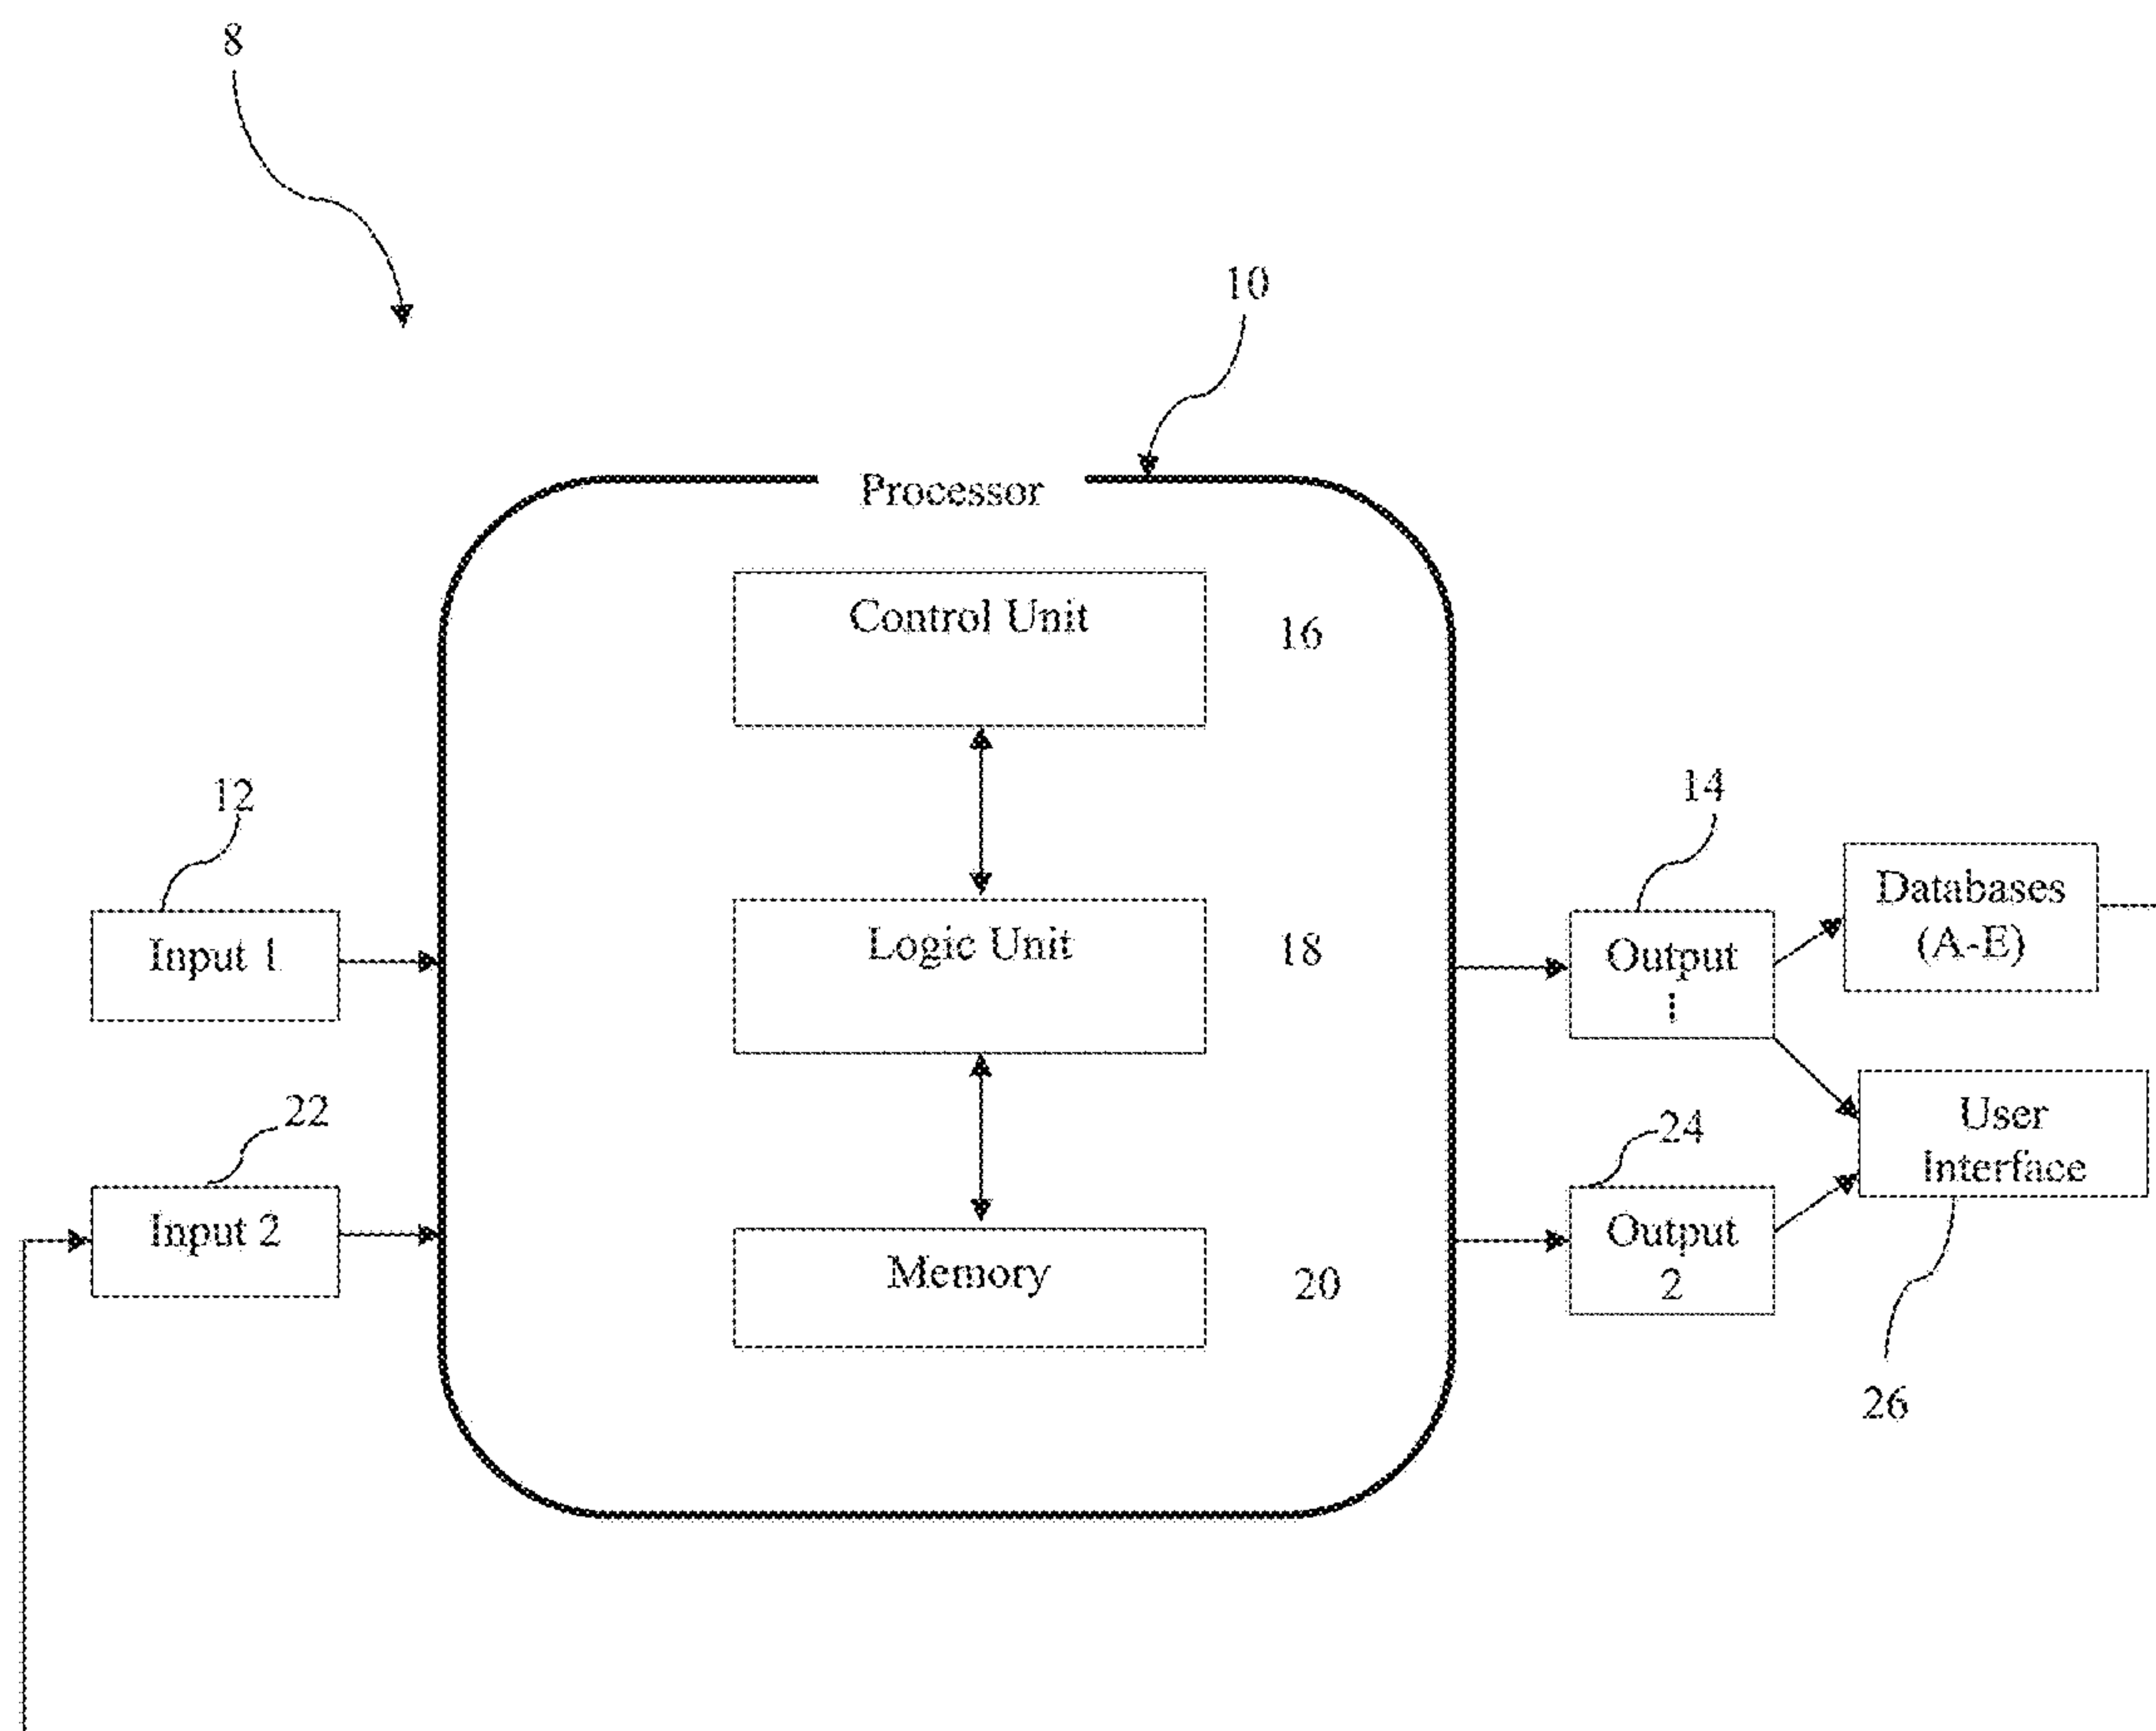 8
10
Processor
Control Unit
16
12
14
Input 1
Logic Unit
18
Output
Databases
(A-E)
22
24
User
Interface
Input 2
Memory
20
Output
2
26